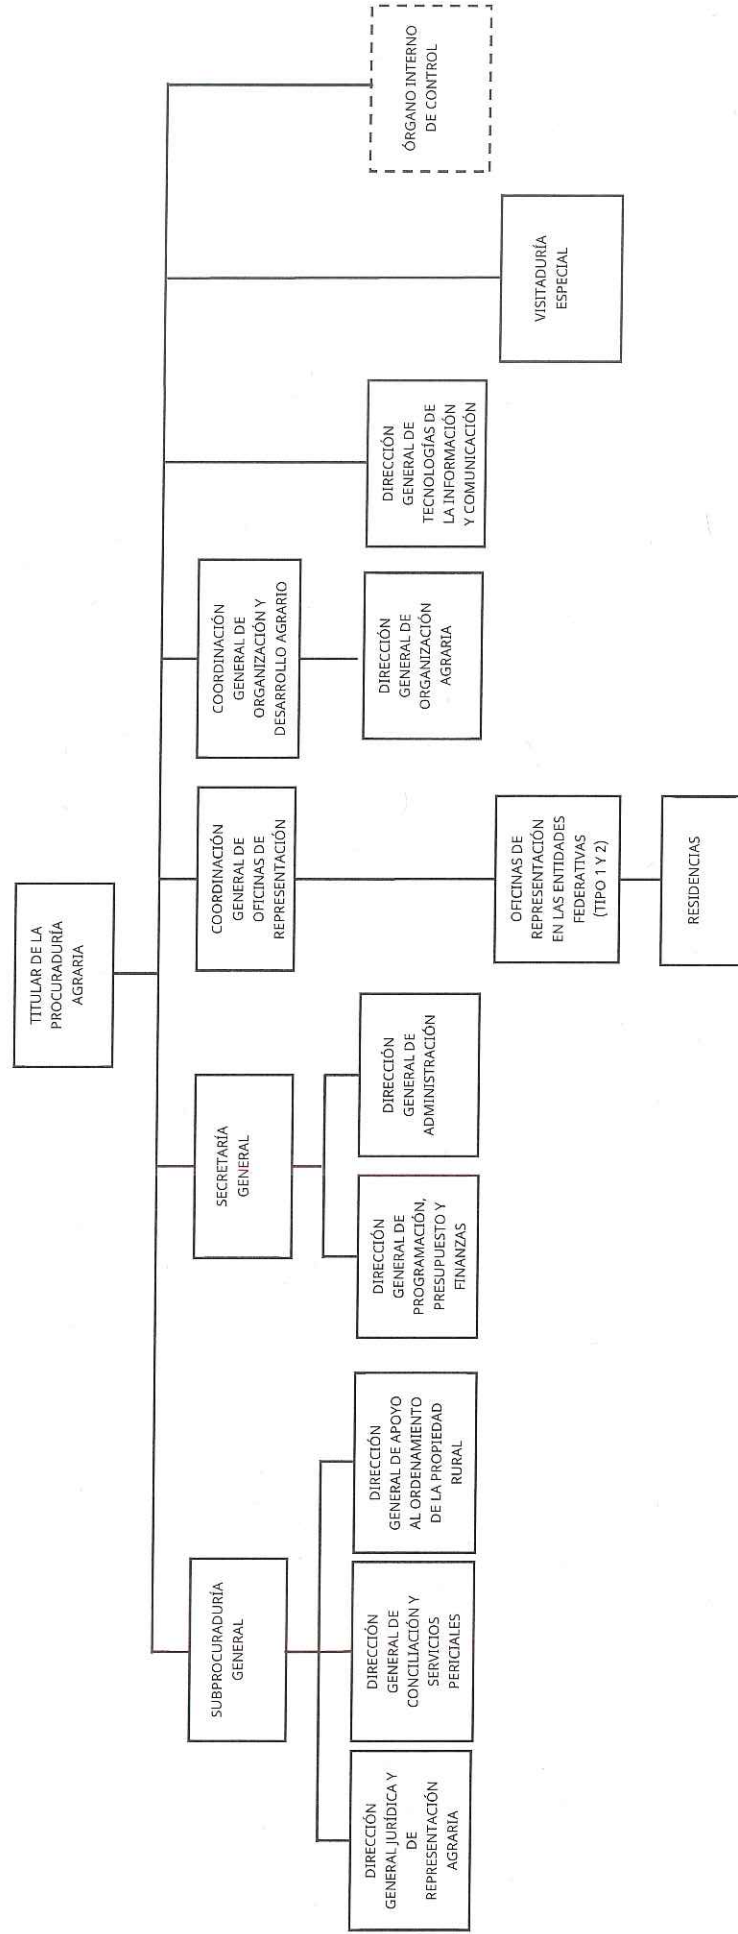 TITULAR DE LA
PROCURADURÍA
AGRARIA
SUBPROCURADURÍA
GENERAL
SECRETARÍA
GENERAL
COORDINACIÓN
GENERAL DE
OFICINAS DE
REPRESENTACIÓN
COORDINACIÓN
GENERAL DE
ORGANIZACIÓN Y
DESARROLLO AGRARIO
DIRECCIÓN
GENERAL JURÍDICA Y
DE
REPRESENTACIÓN
AGRARIA
DIRECCIÓN
GENERAL DE
CONCILIACIÓN Y
SERVICIOS
PERICIALES
DIRECCIÓN
GENERAL DE APOYO
AL ORDENAMIENTO
DE LA PROPIEDAD
RURAL
DIRECCIÓN
GENERAL DE
PROGRAMACIÓN,
PRESUPUESTO Y
FINANZAS
DIRECCIÓN
GENERAL DE
ADMINISTRACIÓN
DIRECCIÓN
GENERAL DE
ORGANIZACIÓN
AGRARIA
DIRECCIÓN
GENERAL DE
TECNOLOGÍAS DE
LA INFORMACIÓN
Y COMUNICACIÓN
ÓRGANO INTERNO
DE CONTROL
OFICINAS DE
REPRESENTACIÓN
EN LAS ENTIDADES
FEDERATIVAS
(TIPO 1 Y 2)
VISITADURÍA
ESPECIAL
RESIDENCIAS